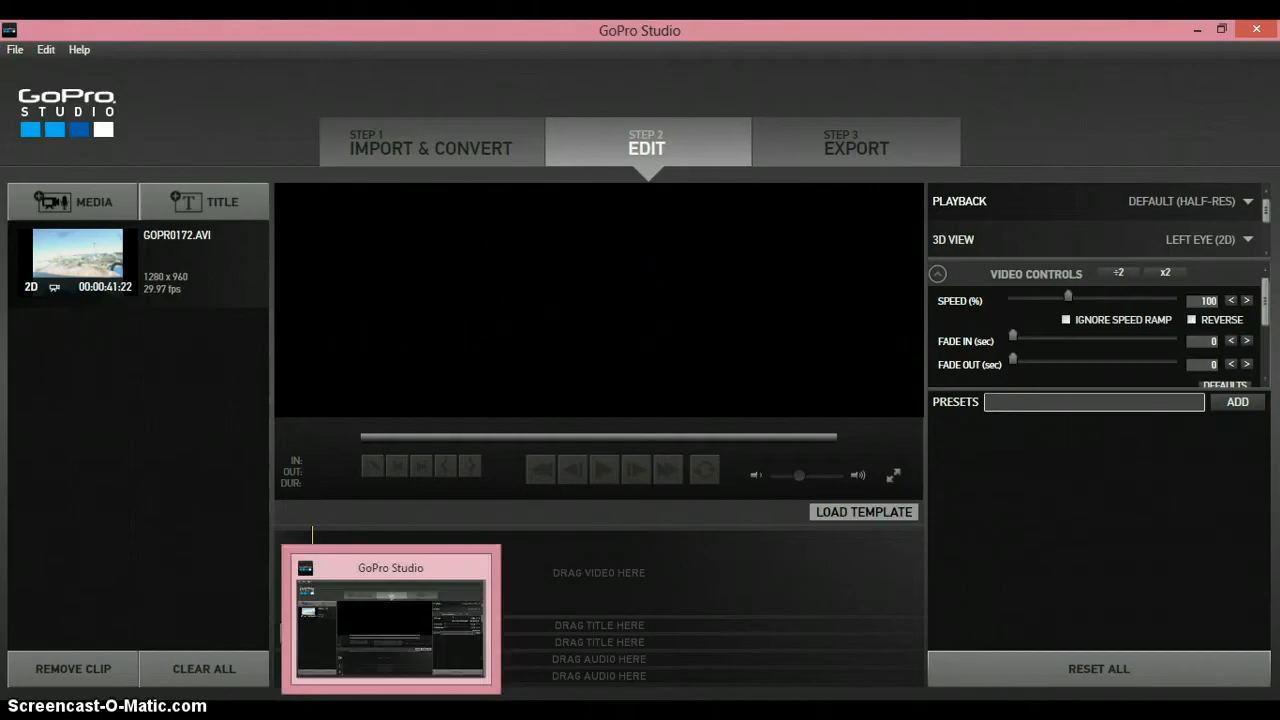 GoPro Studio
File Edit Help
GoPro
STUDIO
STEP 1
IMPORT & CONVERT
STEP 2
EDIT
STEP 3
EXPORT
MEDIA
TITLE
GOPR0172.AVI
1280 x 960
29.97 fps
2D 00:00:41:22
PLAYBACK DEFAULT (HALF-RES)
3D VIEW LEFT EYE (2D)
VIDEO CONTROLS ÷2 x2
SPEED (%) 100 < >
IGNORE SPEED RAMP REVERSE
FADE IN (sec) 0 < >
FADE OUT (sec) 0 < >
DEFAULTS
PRESETS ADD
IN:
OUT:
DUR:
LOAD TEMPLATE
GoPro Studio
DRAG VIDEO HERE
DRAG TITLE HERE
DRAG TITLE HERE
DRAG AUDIO HERE
DRAG AUDIO HERE
REMOVE CLIP
CLEAR ALL
RESET ALL
Screencast-O-Matic.com